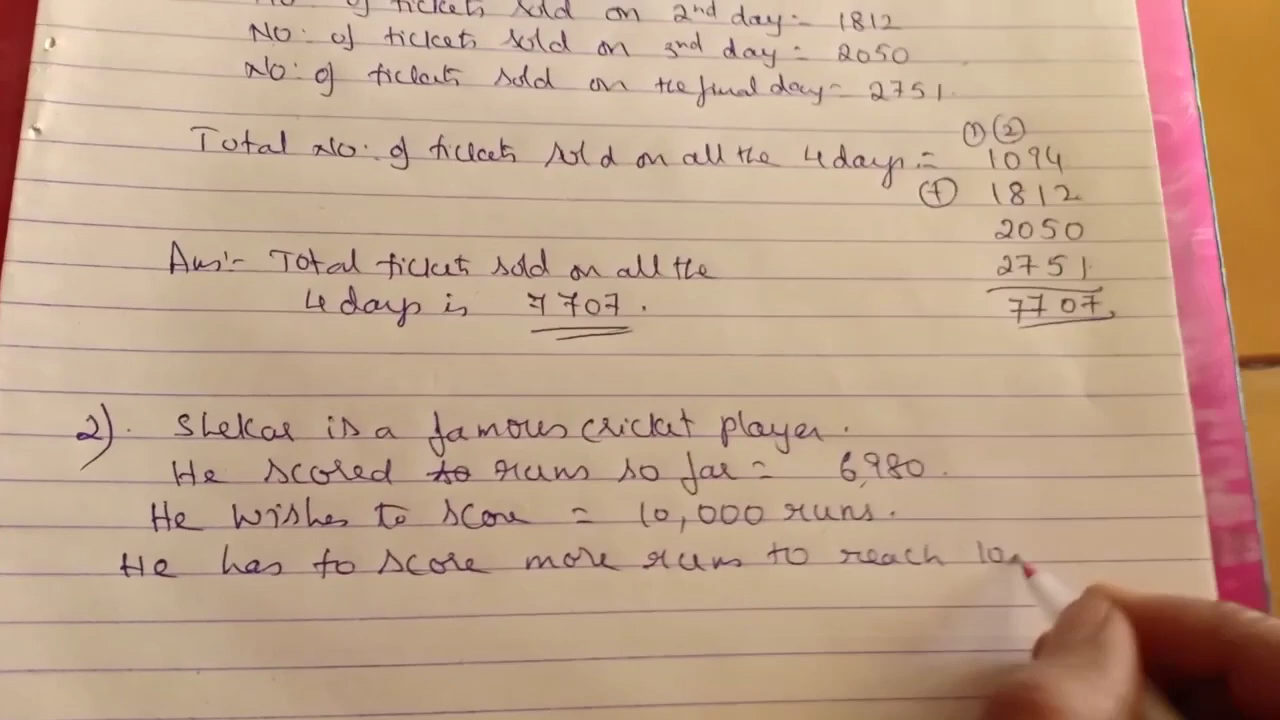 of tickets sold on 2nd day:- 1812
No: of tickets sold on 3nd day = 2050
No: of tickets sold on the final day = 2751.
① ②
Total No: of tickets sold on all the 4 days = 1094
(+) 1812
2050
2751
7707.
Ans:- Total tickets sold on all the
4 days is 7707.
2). Shekar is a famous cricket player.
He scored to runs so far = 6,980.
He wishes to score = 10,000 runs.
He has to score more runs to reach 10